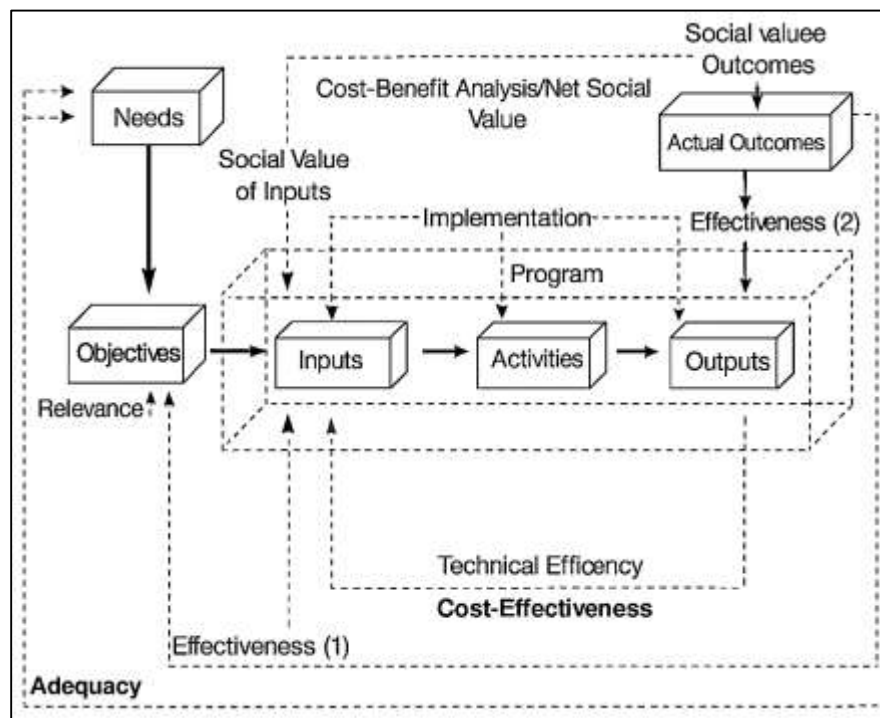 Social valuee
Outcomes
Cost-Benefit Analysis/Net Social
Value
Needs
Actual Outcomes
Social Value
of Inputs
Implementation
Effectiveness (2)
Program
Objectives
Inputs
Activities
Outputs
Relevance
Technical Efficency
Cost-Effectiveness
Effectiveness (1)
Adequacy